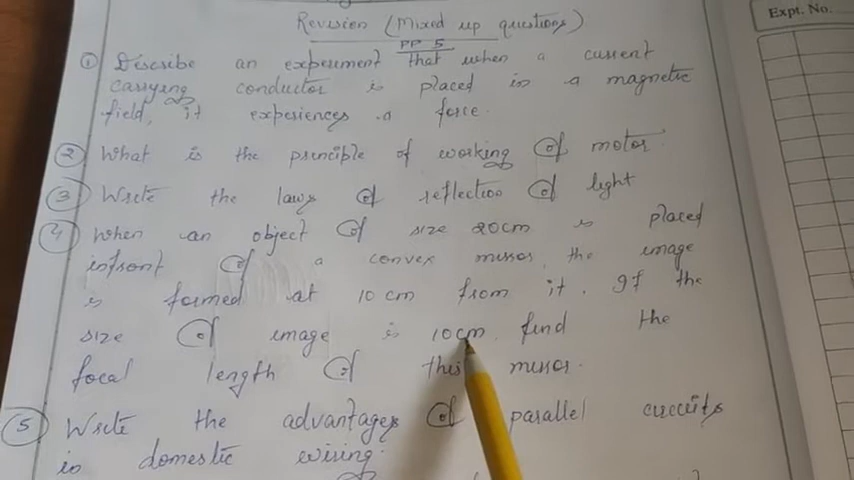 Revision (Mixed up questions)
PP 5
Expt. No.
① Discribe an experiment that when a current
carrying conductor is placed in a magnetic
field, it experiences a force.
② What is the principle of working of motor.
③ Write the laws of reflection of light
④ When an object of size 20cm is placed
infront of a convex mirror, the image
is formed at 10 cm from it. If the
size of image is 10cm. find the
focal length of this mirror.
⑤ Write the advantages of parallel circuits
in domestic wiring.